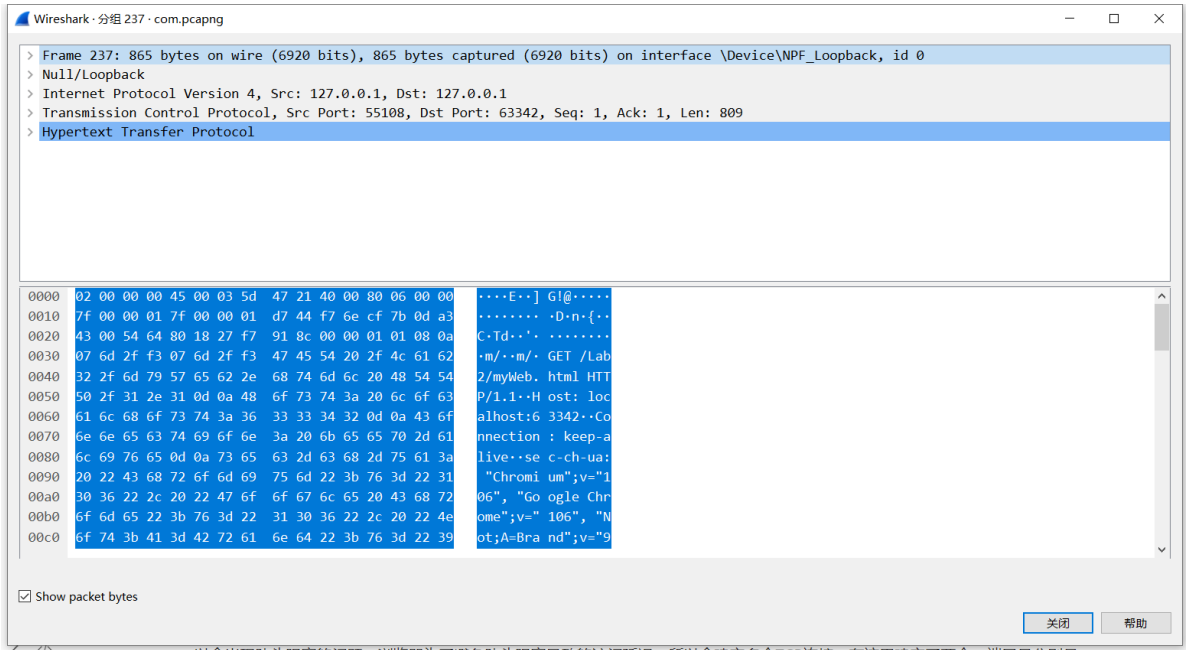 Wireshark · 分组 237 · com.pcapng
Frame 237: 865 bytes on wire (6920 bits), 865 bytes captured (6920 bits) on interface \Device\NPF_Loopback, id 0
Null/Loopback
Internet Protocol Version 4, Src: 127.0.0.1, Dst: 127.0.0.1
Transmission Control Protocol, Src Port: 55108, Dst Port: 63342, Seq: 1, Ack: 1, Len: 809
Hypertext Transfer Protocol
0000 02 00 00 00 45 00 03 5d 47 21 40 00 80 06 00 00 ····E··] G!@·····
0010 7f 00 00 01 7f 00 00 01 d7 44 f6 6e cf 7b 0d a3 ········ ·D·n·{··
0020 43 00 54 64 80 18 27 f7 91 8c 00 00 01 01 08 0a C·Td··'· ········
0030 07 6d 2f f3 07 6d 2f f3 47 45 54 20 2f 4c 61 62 ·m/··m/· GET /Lab
0040 32 2f 6d 79 57 65 62 2e 68 74 6d 6c 20 48 54 54 2/myWeb. html HTT
0050 50 2f 31 2e 31 0d 0a 48 6f 73 74 3a 20 6c 6f 63 P/1.1··H ost: loc
0060 61 6c 68 6f 73 74 3a 36 33 33 34 32 0d 0a 43 6f alhost:6 3342··Co
0070 6e 6e 65 63 74 69 6f 6e 3a 20 6b 65 65 70 2d 61 nnection : keep-a
0080 6c 69 76 65 0d 0a 73 65 63 2d 63 68 2d 75 61 3a live··se c-ch-ua:
0090 20 22 43 68 72 6f 6d 69 75 6d 22 3b 76 3d 22 31 "Chromi um";v="1
00a0 30 36 22 2c 20 22 47 6f 6f 67 6c 65 20 43 68 72 06", "Go ogle Chr
00b0 6f 6d 65 22 3b 76 3d 22 31 30 36 22 2c 20 22 4e ome";v=" 106", "N
00c0 6f 74 3b 41 3d 42 72 61 6e 64 22 3b 76 3d 22 39 ot;A=Bra nd";v="9
Show packet bytes
关闭 帮助